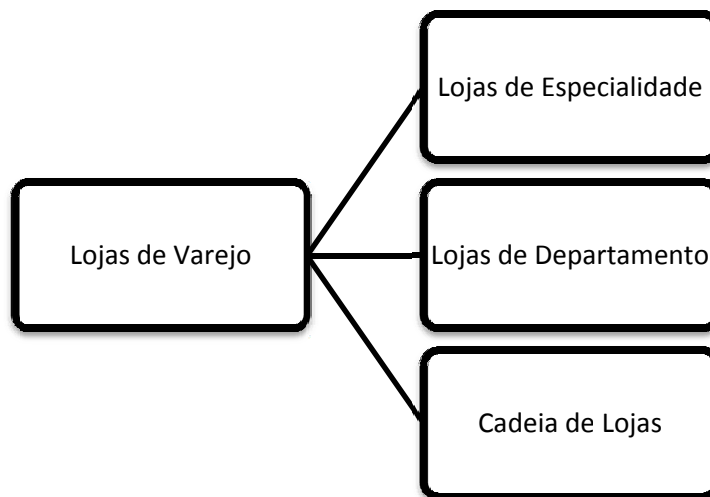 Lojas de Especialidade
Lojas de Varejo
Lojas de Departamento
Cadeia de Lojas